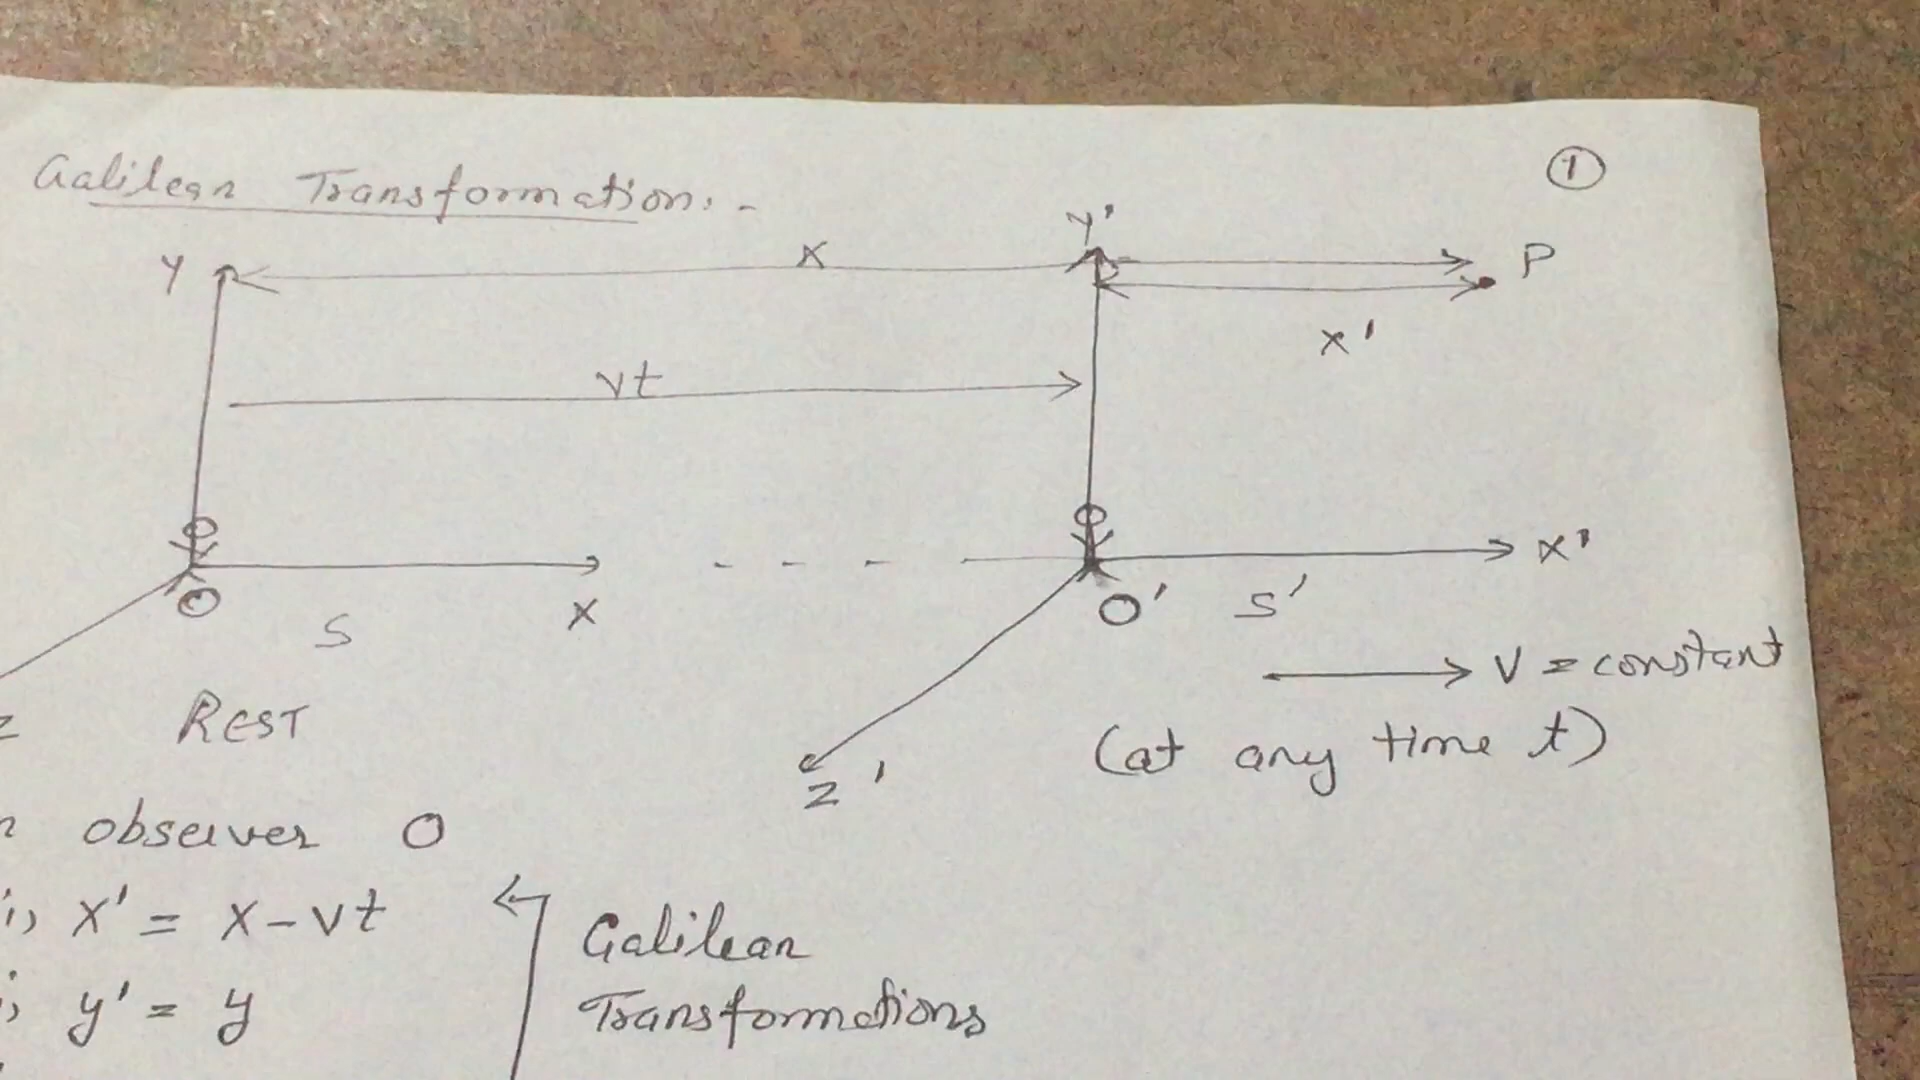 ①
Galilean Transformation:-
Y
X
Y'
P
X'
vt
X'
O
S
X
O'
S'
V = constant
Z
REST
(at any time t)
Z'
observer O
i, X' = X - vt
Galilean
y' = y
Transformations